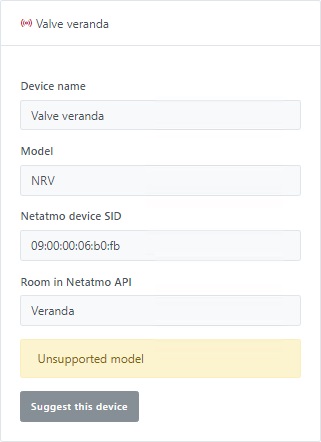 Valve veranda
Device name
Valve veranda
Model
NRV
Netatmo device SID
09:00:00:06:b0:fb
Room in Netatmo API
Veranda
Unsupported model
Suggest this device